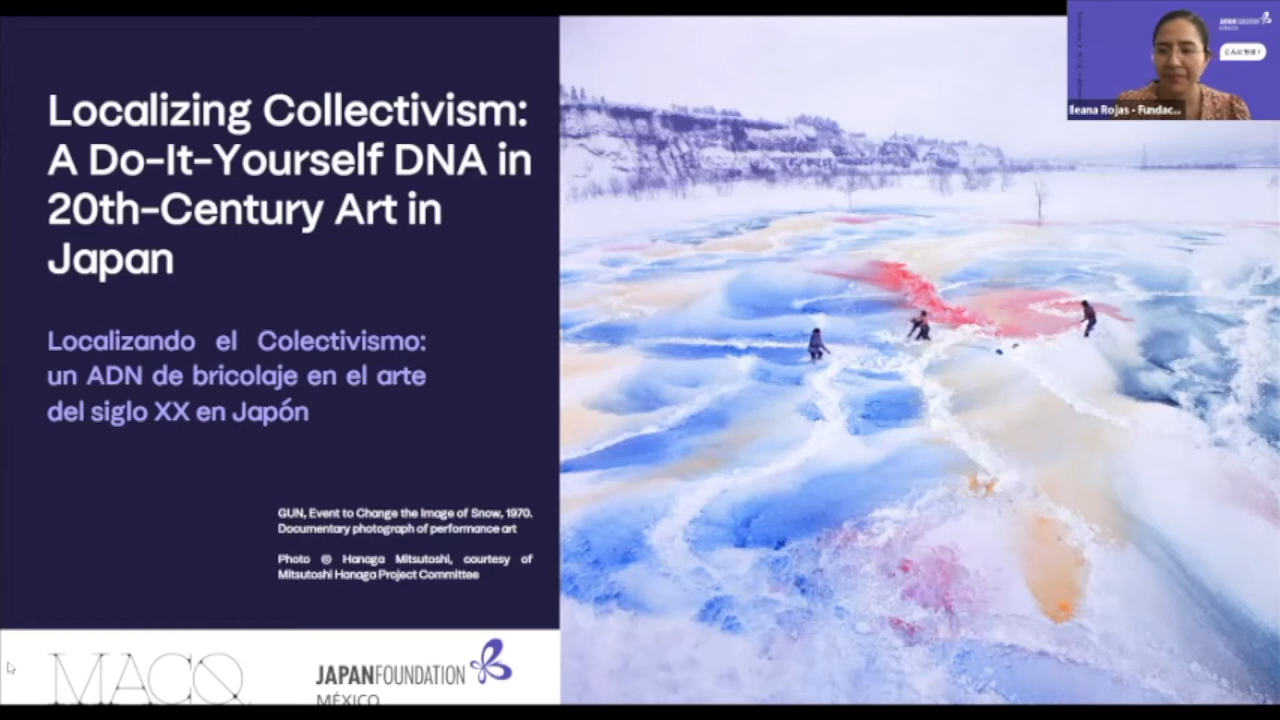 Localizing Collectivism:
A Do-It-Yourself DNA in
20th-Century Art in
Japan
Localizando el Colectivismo:
un ADN de bricolaje en el arte
del siglo XX en Japón
GUN, Event to Change the Image of Snow, 1970.
Documentary photograph of performance art
Photo © Hanaga Mitsutoshi, courtesy of
Mitsutoshi Hanaga Project Committee
MACQ
JAPANFOUNDATION
MÉXICO
JAPANFOUNDATION
MÉXICO
Ileana Rojas - Fundac...